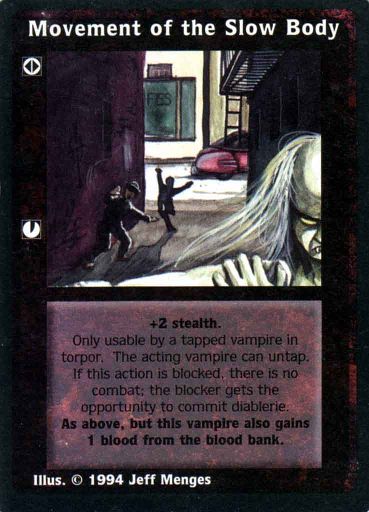 Movement of the Slow Body
FES
+2 stealth.
Only usable by a tapped vampire in
torpor. The acting vampire can untap.
If this action is blocked, there is no
combat; the blocker gets the
opportunity to commit diablerie.
As above, but this vampire also gains
1 blood from the blood bank.
Illus. © 1994 Jeff Menges